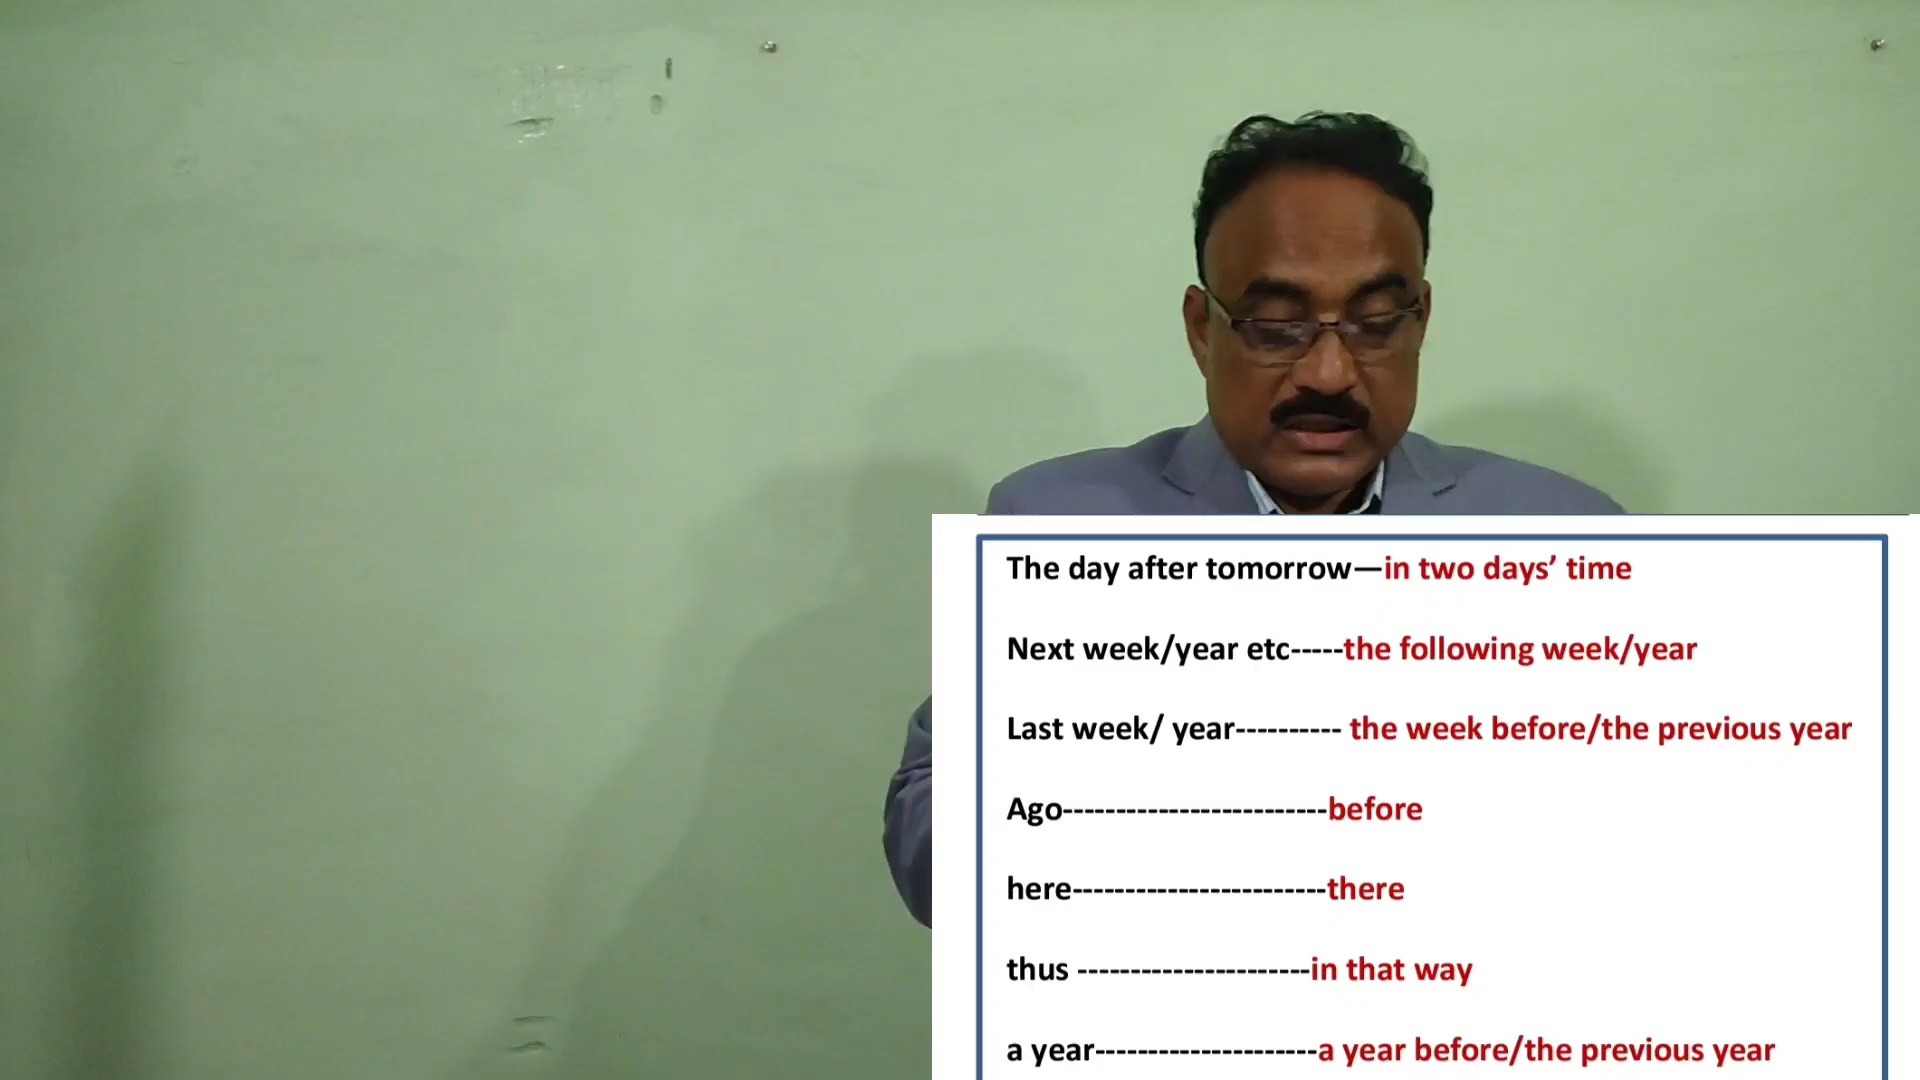 The day after tomorrow—in two days’ time
Next week/year etc-----the following week/year
Last week/ year---------- the week before/the previous year
Ago-------------------------before
here------------------------there
thus ----------------------in that way
a year---------------------a year before/the previous year